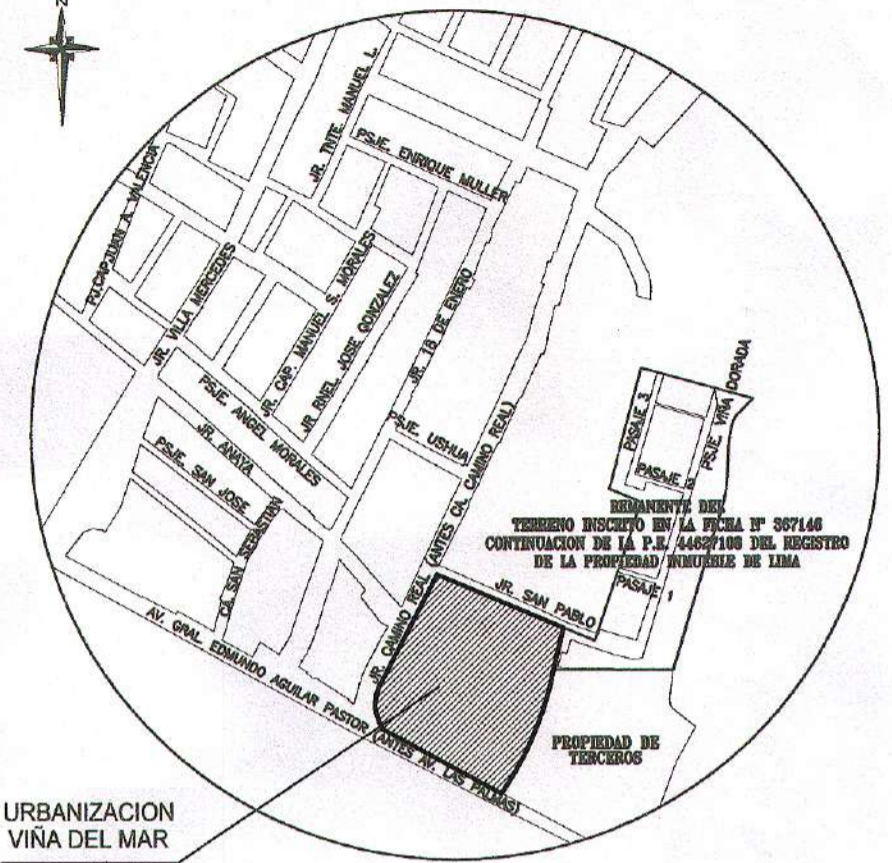 N
JR. TNTE. MANUEL L.
PSJE. ENRIQUE MULLER
PJ.CAP.JUAN A. VALENCIA
JR. VILLA MERCEDES
JR. CAP. MANUEL S. MORALES
JR. RNEL JOSE GONZALEZ
JR. 18 DE ENERO
PSJE. ANGEL MORALES
JR. ANAYA
PSJE. SAN JOSE
CA. SAN SEBASTIAN
PSJE. USHUA
JR. CAMINO REAL (ANTES CA. CAMINO REAL)
PASAJE 3
PSJE. VIÑA DORADA
PASAJE 2
REMANENTE DEL
TERRENO INSCRITO EN LA FICHA Nº 367146
CONTINUACION DE LA P.E. 44627108 DEL REGISTRO
DE LA PROPIEDAD INMUEBLE DE LIMA
PASAJE 1
JR. SAN PABLO
AV. GRAL EDMUNDO AGUILAR PASTOR (ANTES AV. LAS PALMAS)
PROPIEDAD DE
TERCEROS
URBANIZACION
VIÑA DEL MAR